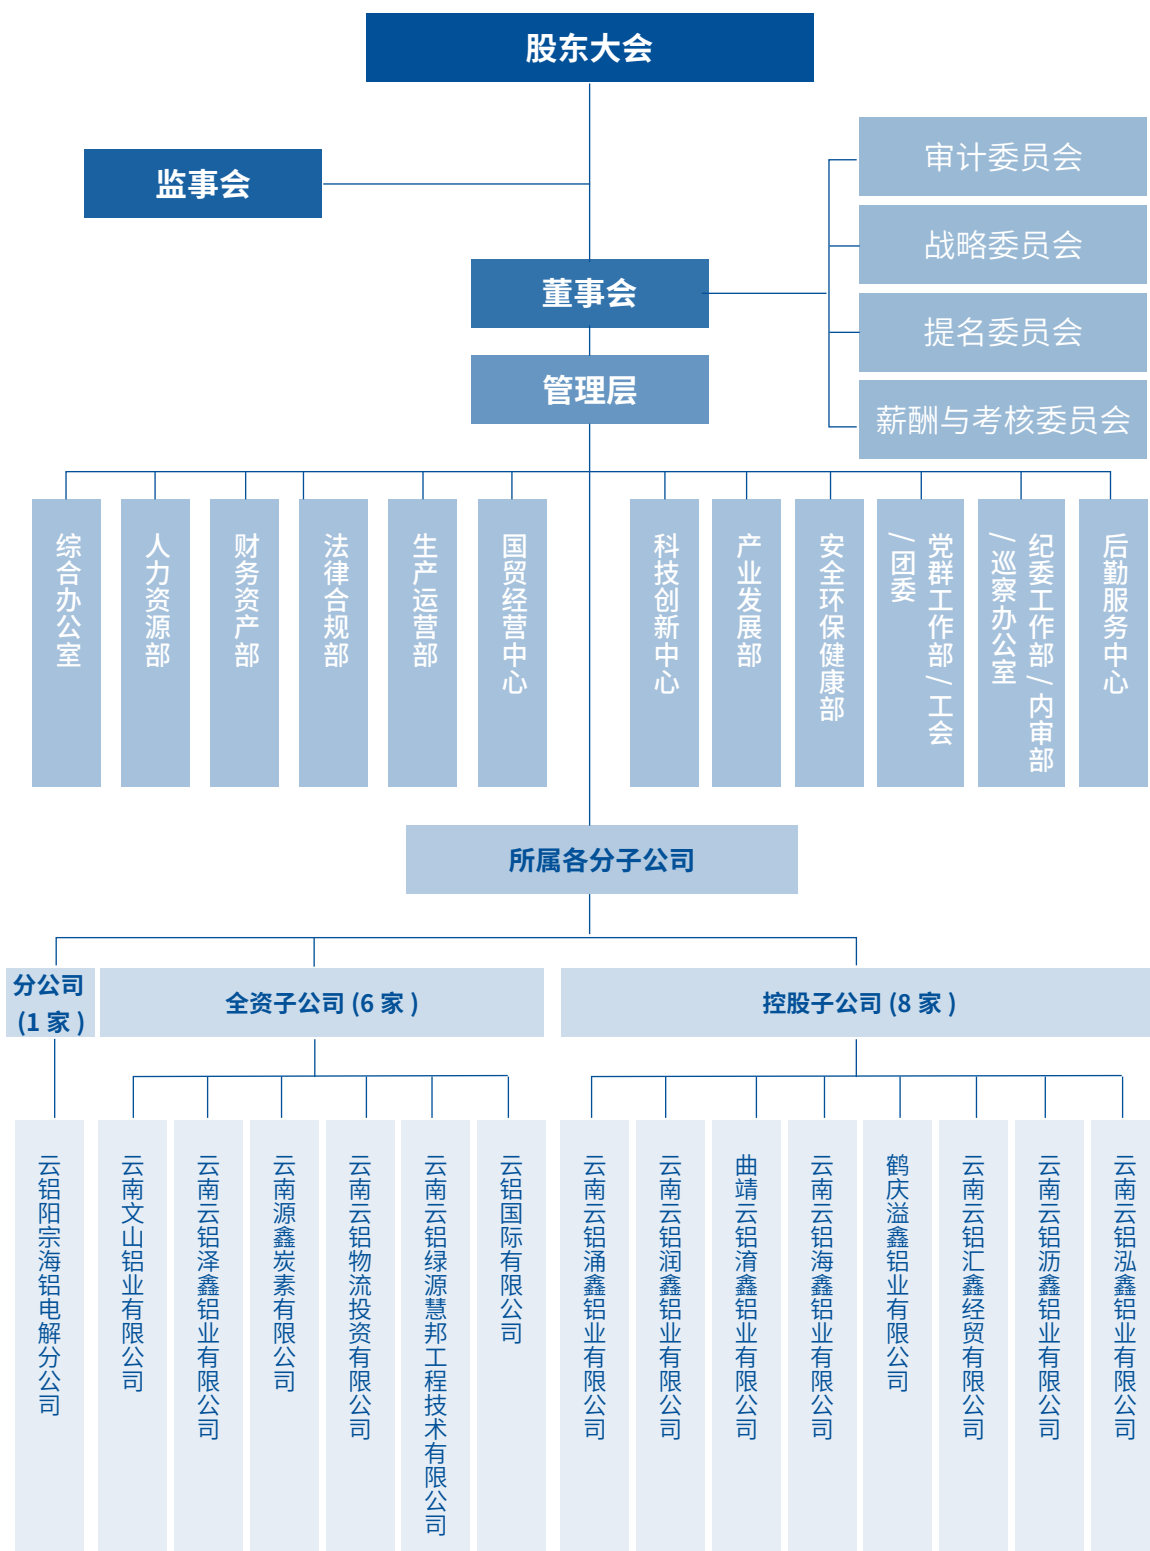 股东大会
监事会
董事会
管理层
审计委员会
战略委员会
提名委员会
薪酬与考核委员会
综合办公室
人力资源部
财务资产部
法律合规部
生产运营部
国贸经营中心
科技创新中心
产业发展部
安全环保健康部
党群工作部/工会
/团委
纪委工作部/内审部
/巡察办公室
后勤服务中心
所属各分子公司
分公司
(1 家 )
全资子公司 (6 家 )
控股子公司 (8 家 )
云铝阳宗海铝电解分公司
云南文山铝业有限公司
云南云铝泽鑫铝业有限公司
云南源鑫炭素有限公司
云南云铝物流投资有限公司
云南云铝绿源慧邦工程技术有限公司
云铝国际有限公司
云南云铝涌鑫铝业有限公司
云南云铝润鑫铝业有限公司
曲靖云铝淯鑫铝业有限公司
云南云铝海鑫铝业有限公司
鹤庆溢鑫铝业有限公司
云南云铝汇鑫经贸有限公司
云南云铝沥鑫铝业有限公司
云南云铝泓鑫铝业有限公司